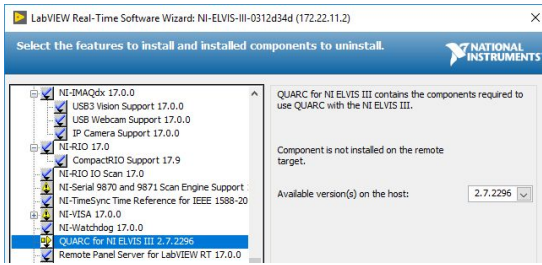 LabVIEW Real-Time Software Wizard: NI-ELVIS-III-0312d34d (172.22.11.2)
Select the features to install and installed components to uninstall.
NATIONAL
INSTRUMENTS
NI-IMAQdx 17.0.0
USB3 Vision Support 17.0.0
USB Webcam Support 17.0.0
IP Camera Support 17.0.0
NI-RIO 17.0
CompactRIO Support 17.9
NI-RIO IO Scan 17.0
NI-Serial 9870 and 9871 Scan Engine Support
NI-TimeSync Time Reference for IEEE 1588-20
NI-VISA 17.0.0
NI-Watchdog 17.0.0
QUARC for NI ELVIS III 2.7.2296
Remote Panel Server for LabVIEW RT 17.0.0
QUARC for NI ELVIS III contains the components required to
use QUARC with the NI ELVIS III.
Component is not installed on the remote
target.
Available version(s) on the host:
2.7.2296